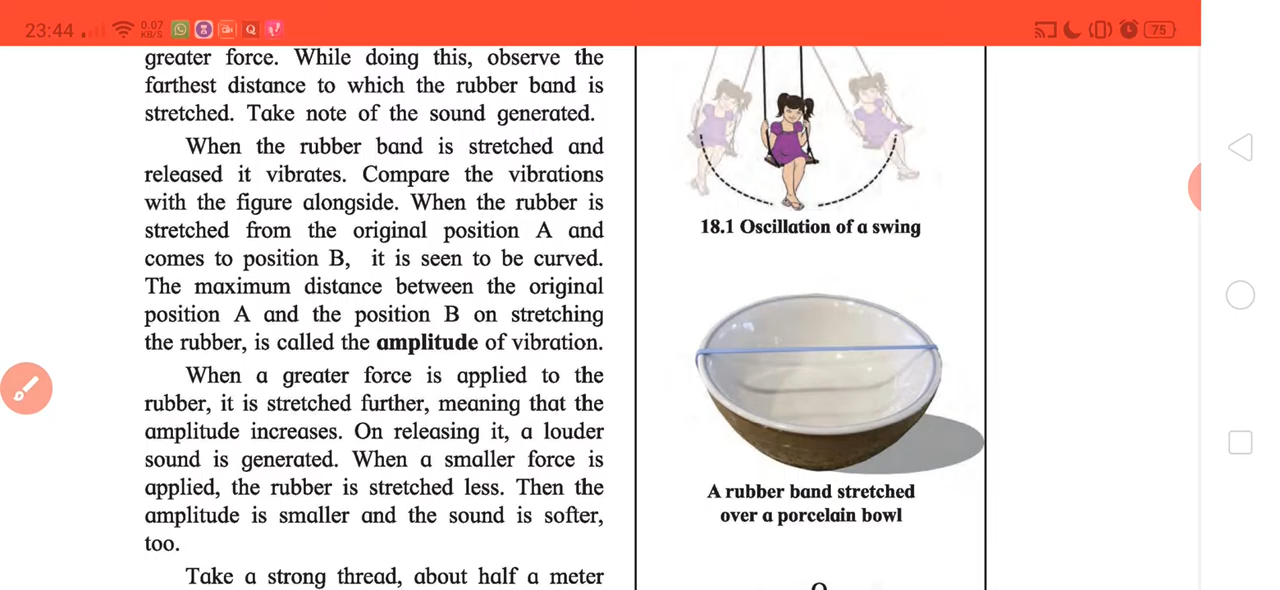 23:44
0.07
KB/S
Q
75
greater force. While doing this, observe the
farthest distance to which the rubber band is
stretched. Take note of the sound generated.
When the rubber band is stretched and
released it vibrates. Compare the vibrations
with the figure alongside. When the rubber is
stretched from the original position A and
comes to position B, it is seen to be curved.
The maximum distance between the original
position A and the position B on stretching
the rubber, is called the amplitude of vibration.
When a greater force is applied to the
rubber, it is stretched further, meaning that the
amplitude increases. On releasing it, a louder
sound is generated. When a smaller force is
applied, the rubber is stretched less. Then the
amplitude is smaller and the sound is softer,
too.
Take a strong thread, about half a meter
18.1 Oscillation of a swing
A rubber band stretched
over a porcelain bowl